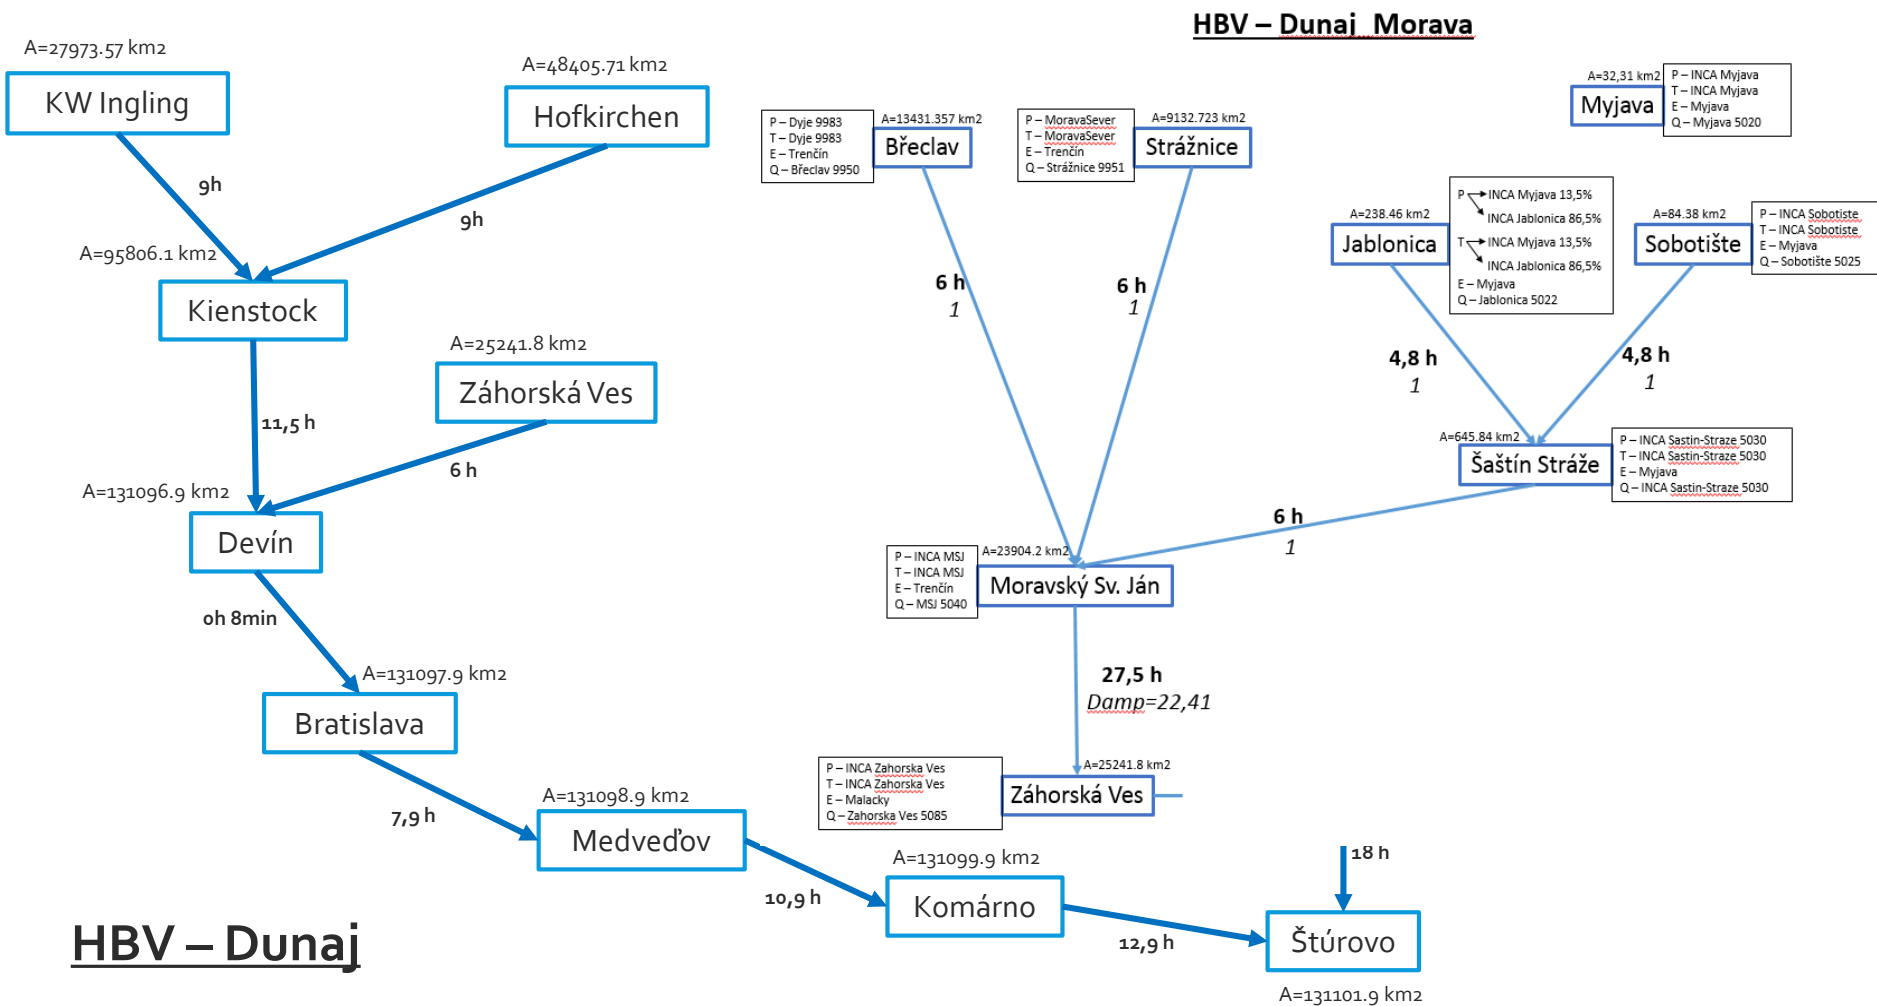 HBV – Dunaj Morava
A=27973.57 km2
KW Ingling
A=48405.71 km2
Hofkirchen
9h
9h
A=95806.1 km2
Kienstock
A=25241.8 km2
Záhorská Ves
11,5 h
6 h
A=131096.9 km2
Devín
0h 8min
A=131097.9 km2
Bratislava
7,9 h
A=131098.9 km2
Medveďov
10,9 h
A=131099.9 km2
Komárno
12,9 h
18 h
Štúrovo
A=131101.9 km2
HBV – Dunaj
P – Dyje 9983
T – Dyje 9983
E – Trenčín
Q – Břeclav 9950
A=13431.357 km2
Břeclav
P – MoravaSever
T – MoravaSever
E – Trenčín
Q – Strážnice 9951
A=9132.723 km2
Strážnice
A=32,31 km2
Myjava
P – INCA Myjava
T – INCA Myjava
E – Myjava
Q – Myjava 5020
A=238.46 km2
Jablonica
P INCA Myjava 13,5%
INCA Jablonica 86,5%
T INCA Myjava 13,5%
INCA Jablonica 86,5%
E – Myjava
Q – Jablonica 5022
A=84.38 km2
Sobotište
P – INCA Sobotiste
T – INCA Sobotiste
E – Myjava
Q – Sobotište 5025
6 h
1
6 h
1
4,8 h
1
4,8 h
1
A=645.84 km2
Šaštín Stráže
P – INCA Sastin-Straze 5030
T – INCA Sastin-Straze 5030
E – Myjava
Q – INCA Sastin-Straze 5030
6 h
1
P – INCA MSJ
T – INCA MSJ
E – Trenčín
Q – MSJ 5040
A=23904.2 km2
Moravský Sv. Ján
27,5 h
Damp=22,41
P – INCA Zahorska Ves
T – INCA Zahorska Ves
E – Malacky
Q – Zahorska Ves 5085
A=25241.8 km2
Záhorská Ves